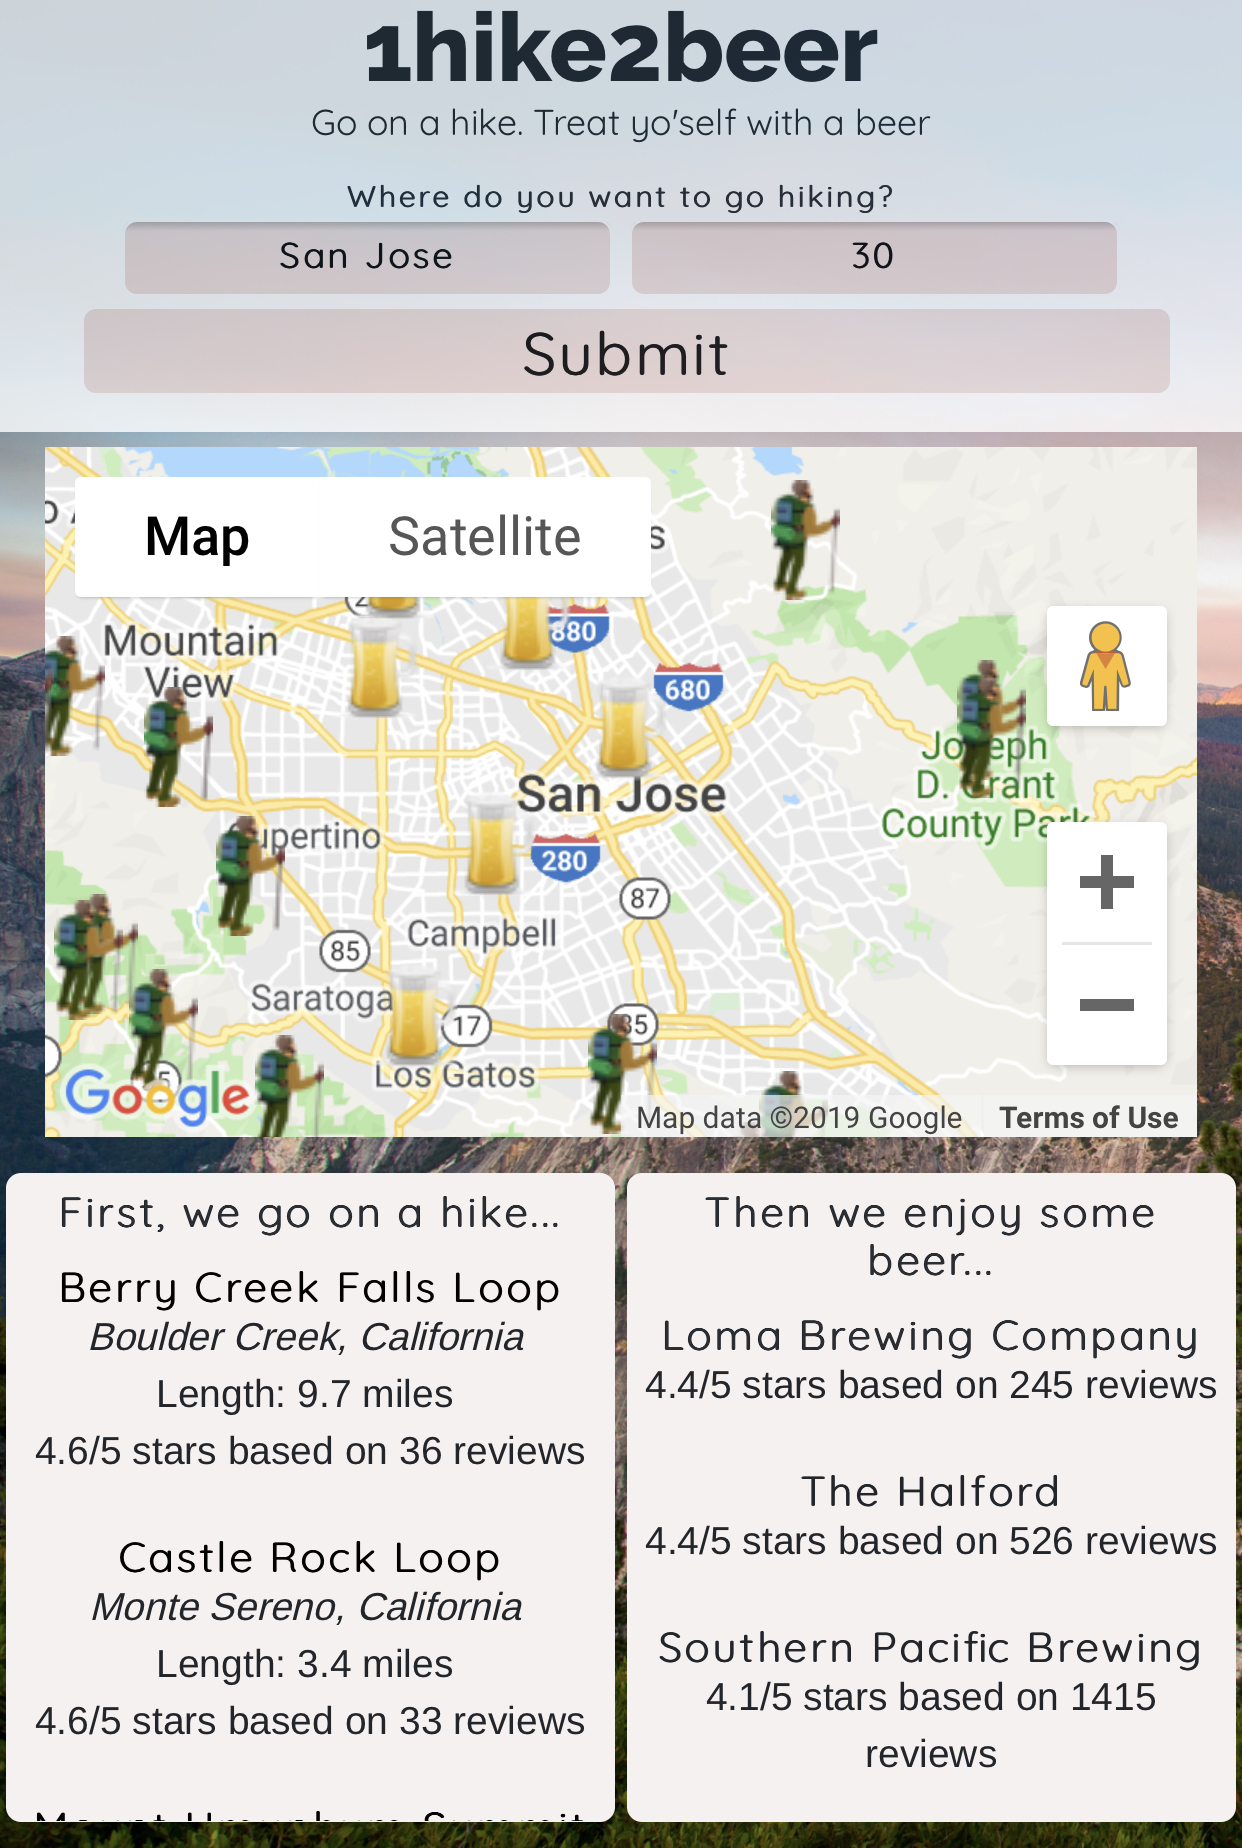 1hike2beer
Go on a hike. Treat yo'self with a beer
Where do you want to go hiking?
San Jose
30
Submit
Map
Satellite
Mountain
View
880
680
Joseph
D. Grant
County Park
San Jose
280
87
Campbell
85
Saratoga
17
Los Gatos
Google
Map data ©2019 Google
Terms of Use
First, we go on a hike...
Berry Creek Falls Loop
Boulder Creek, California
Length: 9.7 miles
4.6/5 stars based on 36 reviews
Castle Rock Loop
Monte Sereno, California
Length: 3.4 miles
4.6/5 stars based on 33 reviews
Then we enjoy some
beer...
Loma Brewing Company
4.4/5 stars based on 245 reviews
The Halford
4.4/5 stars based on 526 reviews
Southern Pacific Brewing
4.1/5 stars based on 1415
reviews